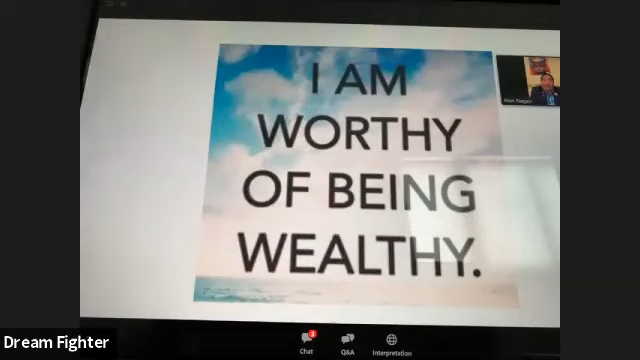 I AM
WORTHY
OF BEING
WEALTHY.
Dream Fighter
Chat
Q&A
Interpretation